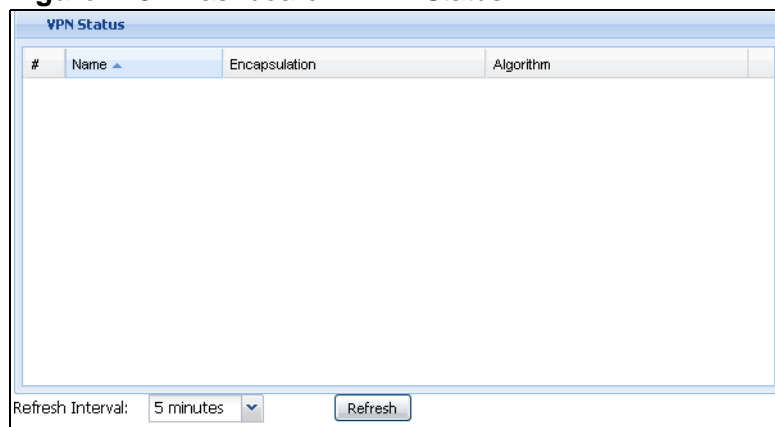 VPN Status
# Name Encapsulation Algorithm
Refresh Interval: 5 minutes Refresh